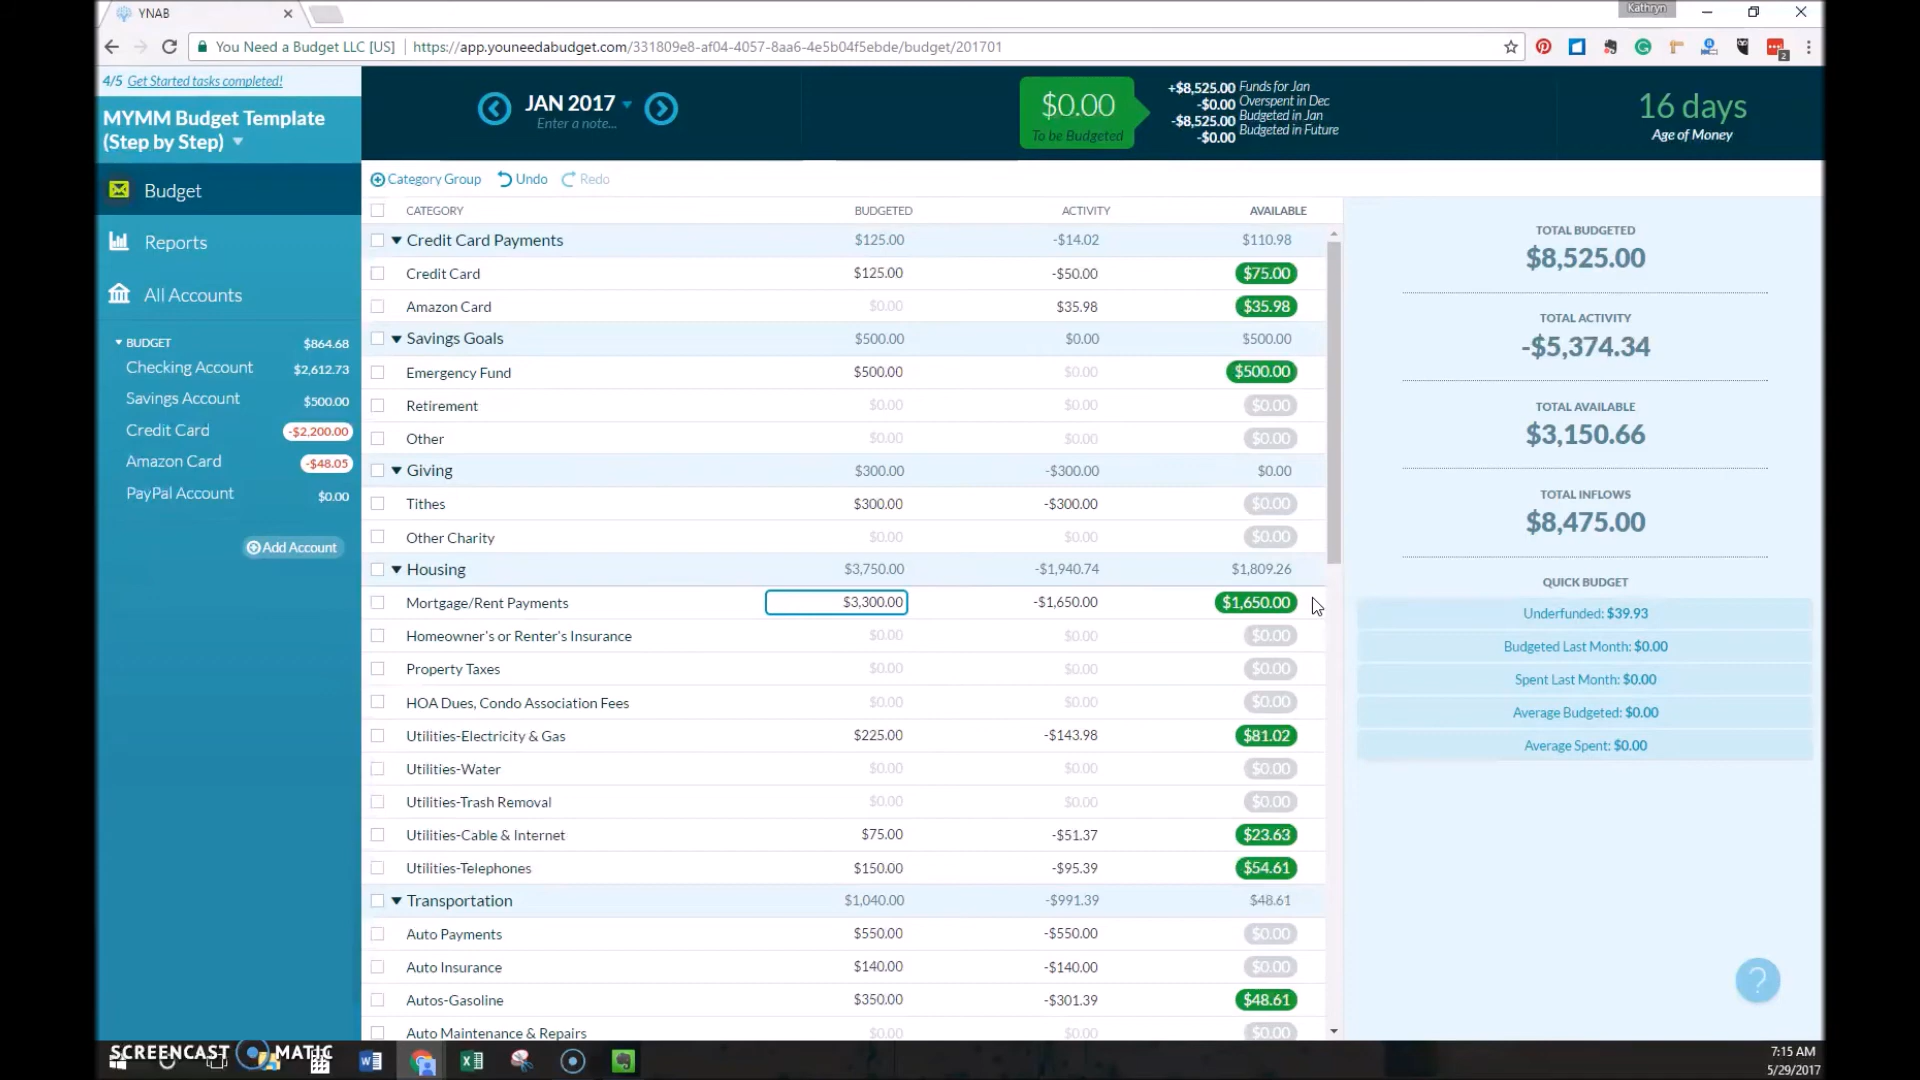 YNAB
Kathryn
You Need a Budget LLC [US] | https://app.youneedabudget.com/331809e8-af04-4057-8aa6-4e5b04f5ebde/budget/201701
4/5 Get Started tasks completed!
MYMM Budget Template
(Step by Step)
Budget
Reports
All Accounts
BUDGET $864.68
Checking Account $2,612.73
Savings Account $500.00
Credit Card -$2,200.00
Amazon Card -$48.05
PayPal Account $0.00
Add Account
JAN 2017
Enter a note...
$0.00
To be Budgeted
+$8,525.00 Funds for Jan
-$0.00 Overspent in Dec
-$8,525.00 Budgeted in Jan
-$0.00 Budgeted in Future
16 days
Age of Money
Category Group Undo Redo
CATEGORY BUDGETED ACTIVITY AVAILABLE
Credit Card Payments $125.00 -$14.02 $110.98
Credit Card $125.00 -$50.00 $75.00
Amazon Card $0.00 $35.98 $35.98
Savings Goals $500.00 $0.00 $500.00
Emergency Fund $500.00 $0.00 $500.00
Retirement $0.00 $0.00 $0.00
Other $0.00 $0.00 $0.00
Giving $300.00 -$300.00 $0.00
Tithes $300.00 -$300.00 $0.00
Other Charity $0.00 $0.00 $0.00
Housing $3,750.00 -$1,940.74 $1,809.26
Mortgage/Rent Payments $3,300.00 -$1,650.00 $1,650.00
Homeowner's or Renter's Insurance $0.00 $0.00 $0.00
Property Taxes $0.00 $0.00 $0.00
HOA Dues, Condo Association Fees $0.00 $0.00 $0.00
Utilities-Electricity & Gas $225.00 -$143.98 $81.02
Utilities-Water $0.00 $0.00 $0.00
Utilities-Trash Removal $0.00 $0.00 $0.00
Utilities-Cable & Internet $75.00 -$51.37 $23.63
Utilities-Telephones $150.00 -$95.39 $54.61
Transportation $1,040.00 -$991.39 $48.61
Auto Payments $550.00 -$550.00 $0.00
Auto Insurance $140.00 -$140.00 $0.00
Autos-Gasoline $350.00 -$301.39 $48.61
Auto Maintenance & Repairs $0.00 $0.00 $0.00
TOTAL BUDGETED
$8,525.00
TOTAL ACTIVITY
-$5,374.34
TOTAL AVAILABLE
$3,150.66
TOTAL INFLOWS
$8,475.00
QUICK BUDGET
Underfunded: $39.93
Budgeted Last Month: $0.00
Spent Last Month: $0.00
Average Budgeted: $0.00
Average Spent: $0.00
?
SCREENCAST MATIC
7:15 AM
5/29/2017